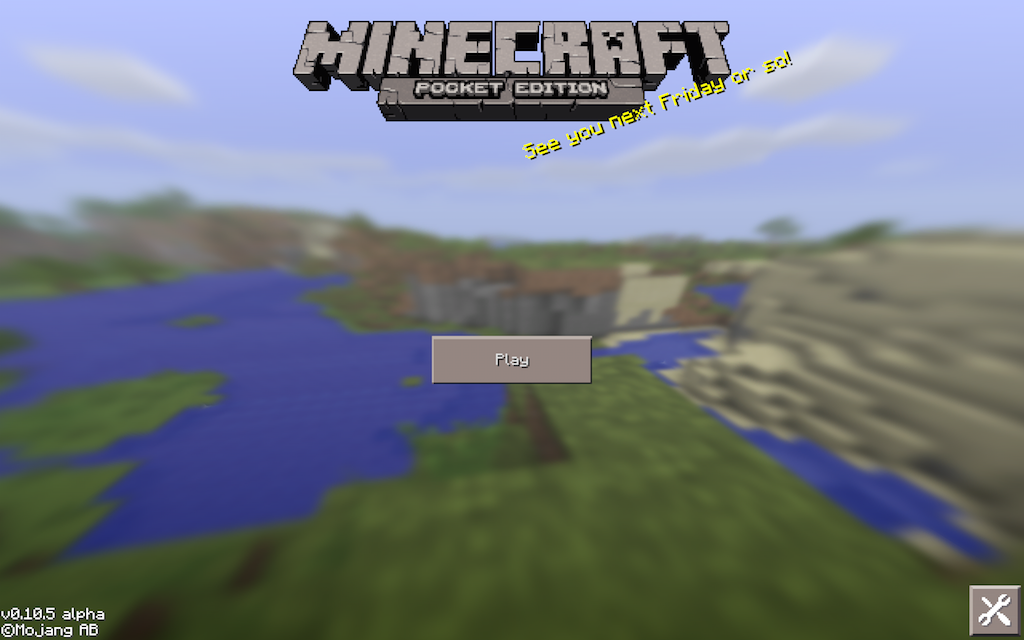 MINECRAFT
POCKET EDITION
See you next Friday or so!
Play
v0.10.5 alpha
©Mojang AB